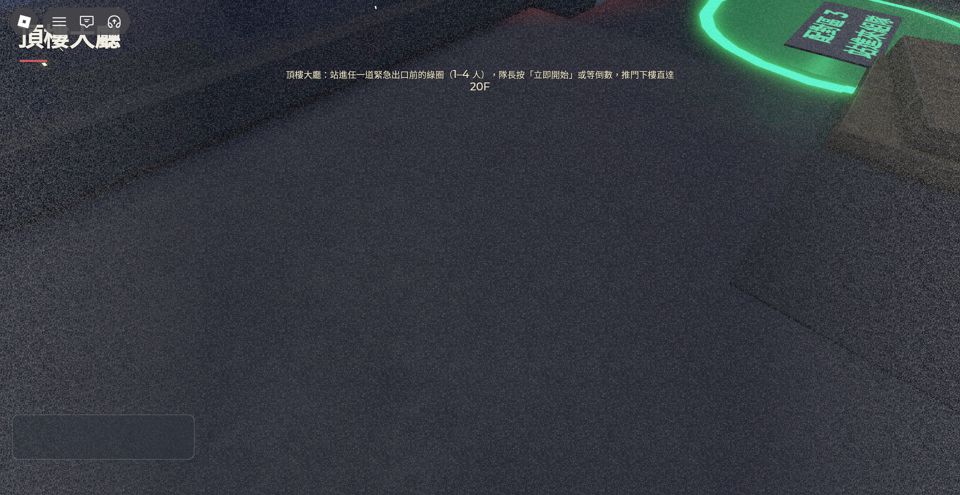 頂樓大廳
頂樓大廳：站進任一道緊急出口前的綠圈（1–4 人），隊長按「立即開始」或等倒數，推門下樓直達
20F